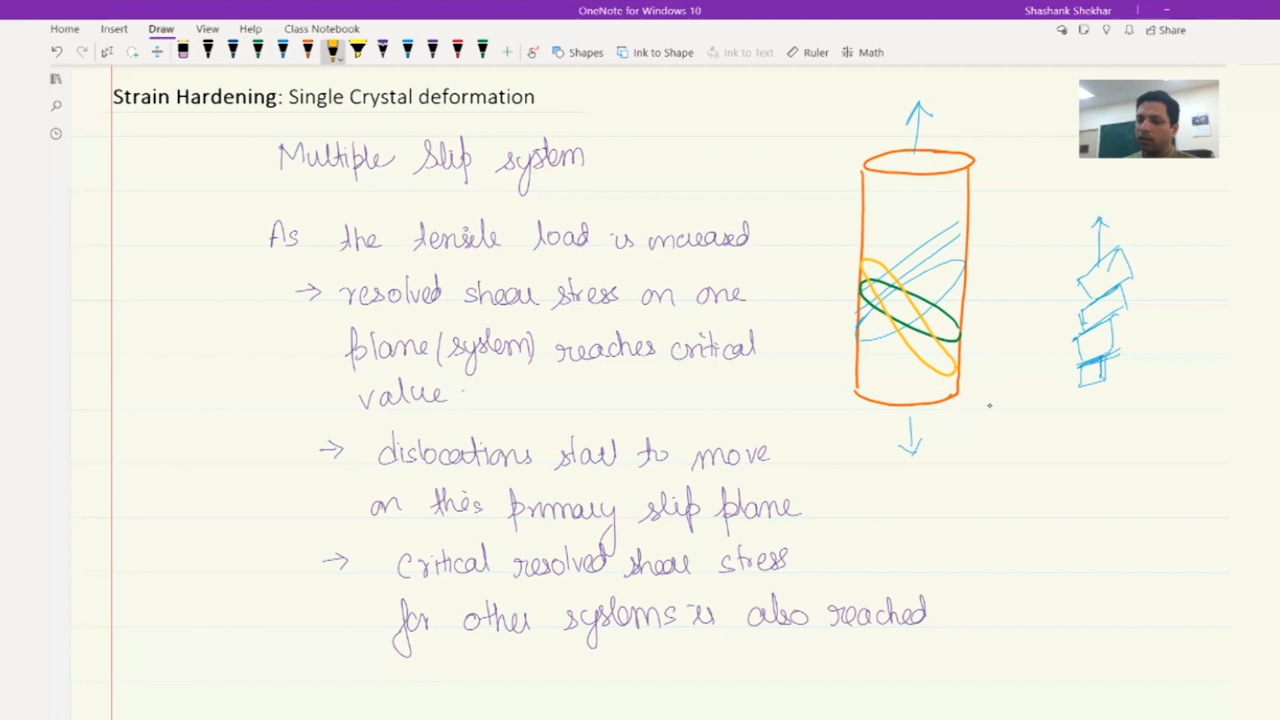 OneNote for Windows 10
Shashank Shekhar
Home Insert Draw View Help Class Notebook
Share
Shapes Ink to Shape Ink to Text Ruler Math
Strain Hardening: Single Crystal deformation
Multiple slip system
As the tensile load is increased
→ resolved shear stress on one
plane (system) reaches critical
value.
→ dislocations start to move
on this primary slip plane
→ critical resolved shear stress
for other systems is also reached